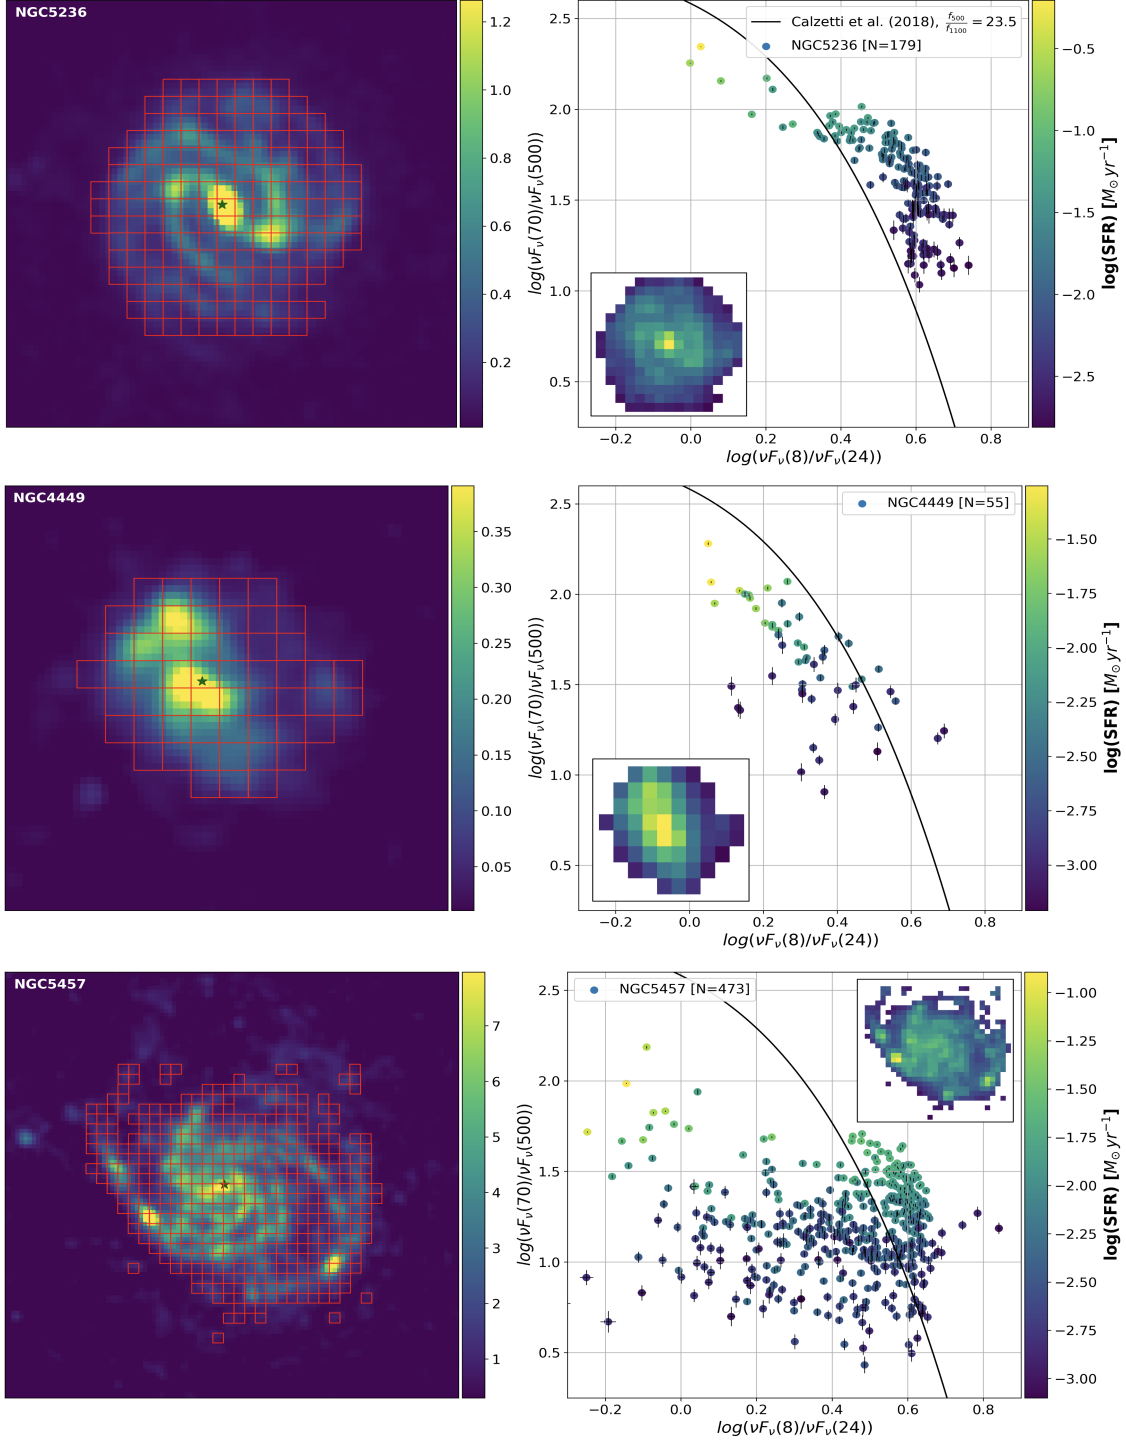 NGC5236
1.2
1.0
0.8
0.6
0.4
0.2
Calzetti et al. (2018), f500/f1100 = 23.5
NGC5236 [N=179]
2.5
2.0
1.5
1.0
0.5
log(νFν(70)/νFν(500))
−0.2 0.0 0.2 0.4 0.6 0.8
log(νFν(8)/νFν(24))
−0.5
−1.0
−1.5
−2.0
−2.5
log(SFR) [M⊙ yr−1]
NGC4449
0.35
0.30
0.25
0.20
0.15
0.10
0.05
NGC4449 [N=55]
2.5
2.0
1.5
1.0
0.5
log(νFν(70)/νFν(500))
−0.2 0.0 0.2 0.4 0.6 0.8
log(νFν(8)/νFν(24))
−1.50
−1.75
−2.00
−2.25
−2.50
−2.75
−3.00
log(SFR) [M⊙ yr−1]
NGC5457
7
6
5
4
3
2
1
NGC5457 [N=473]
2.5
2.0
1.5
1.0
0.5
log(νFν(70)/νFν(500))
−0.2 0.0 0.2 0.4 0.6 0.8
log(νFν(8)/νFν(24))
−1.00
−1.25
−1.50
−1.75
−2.00
−2.25
−2.50
−2.75
−3.00
log(SFR) [M⊙ yr−1]